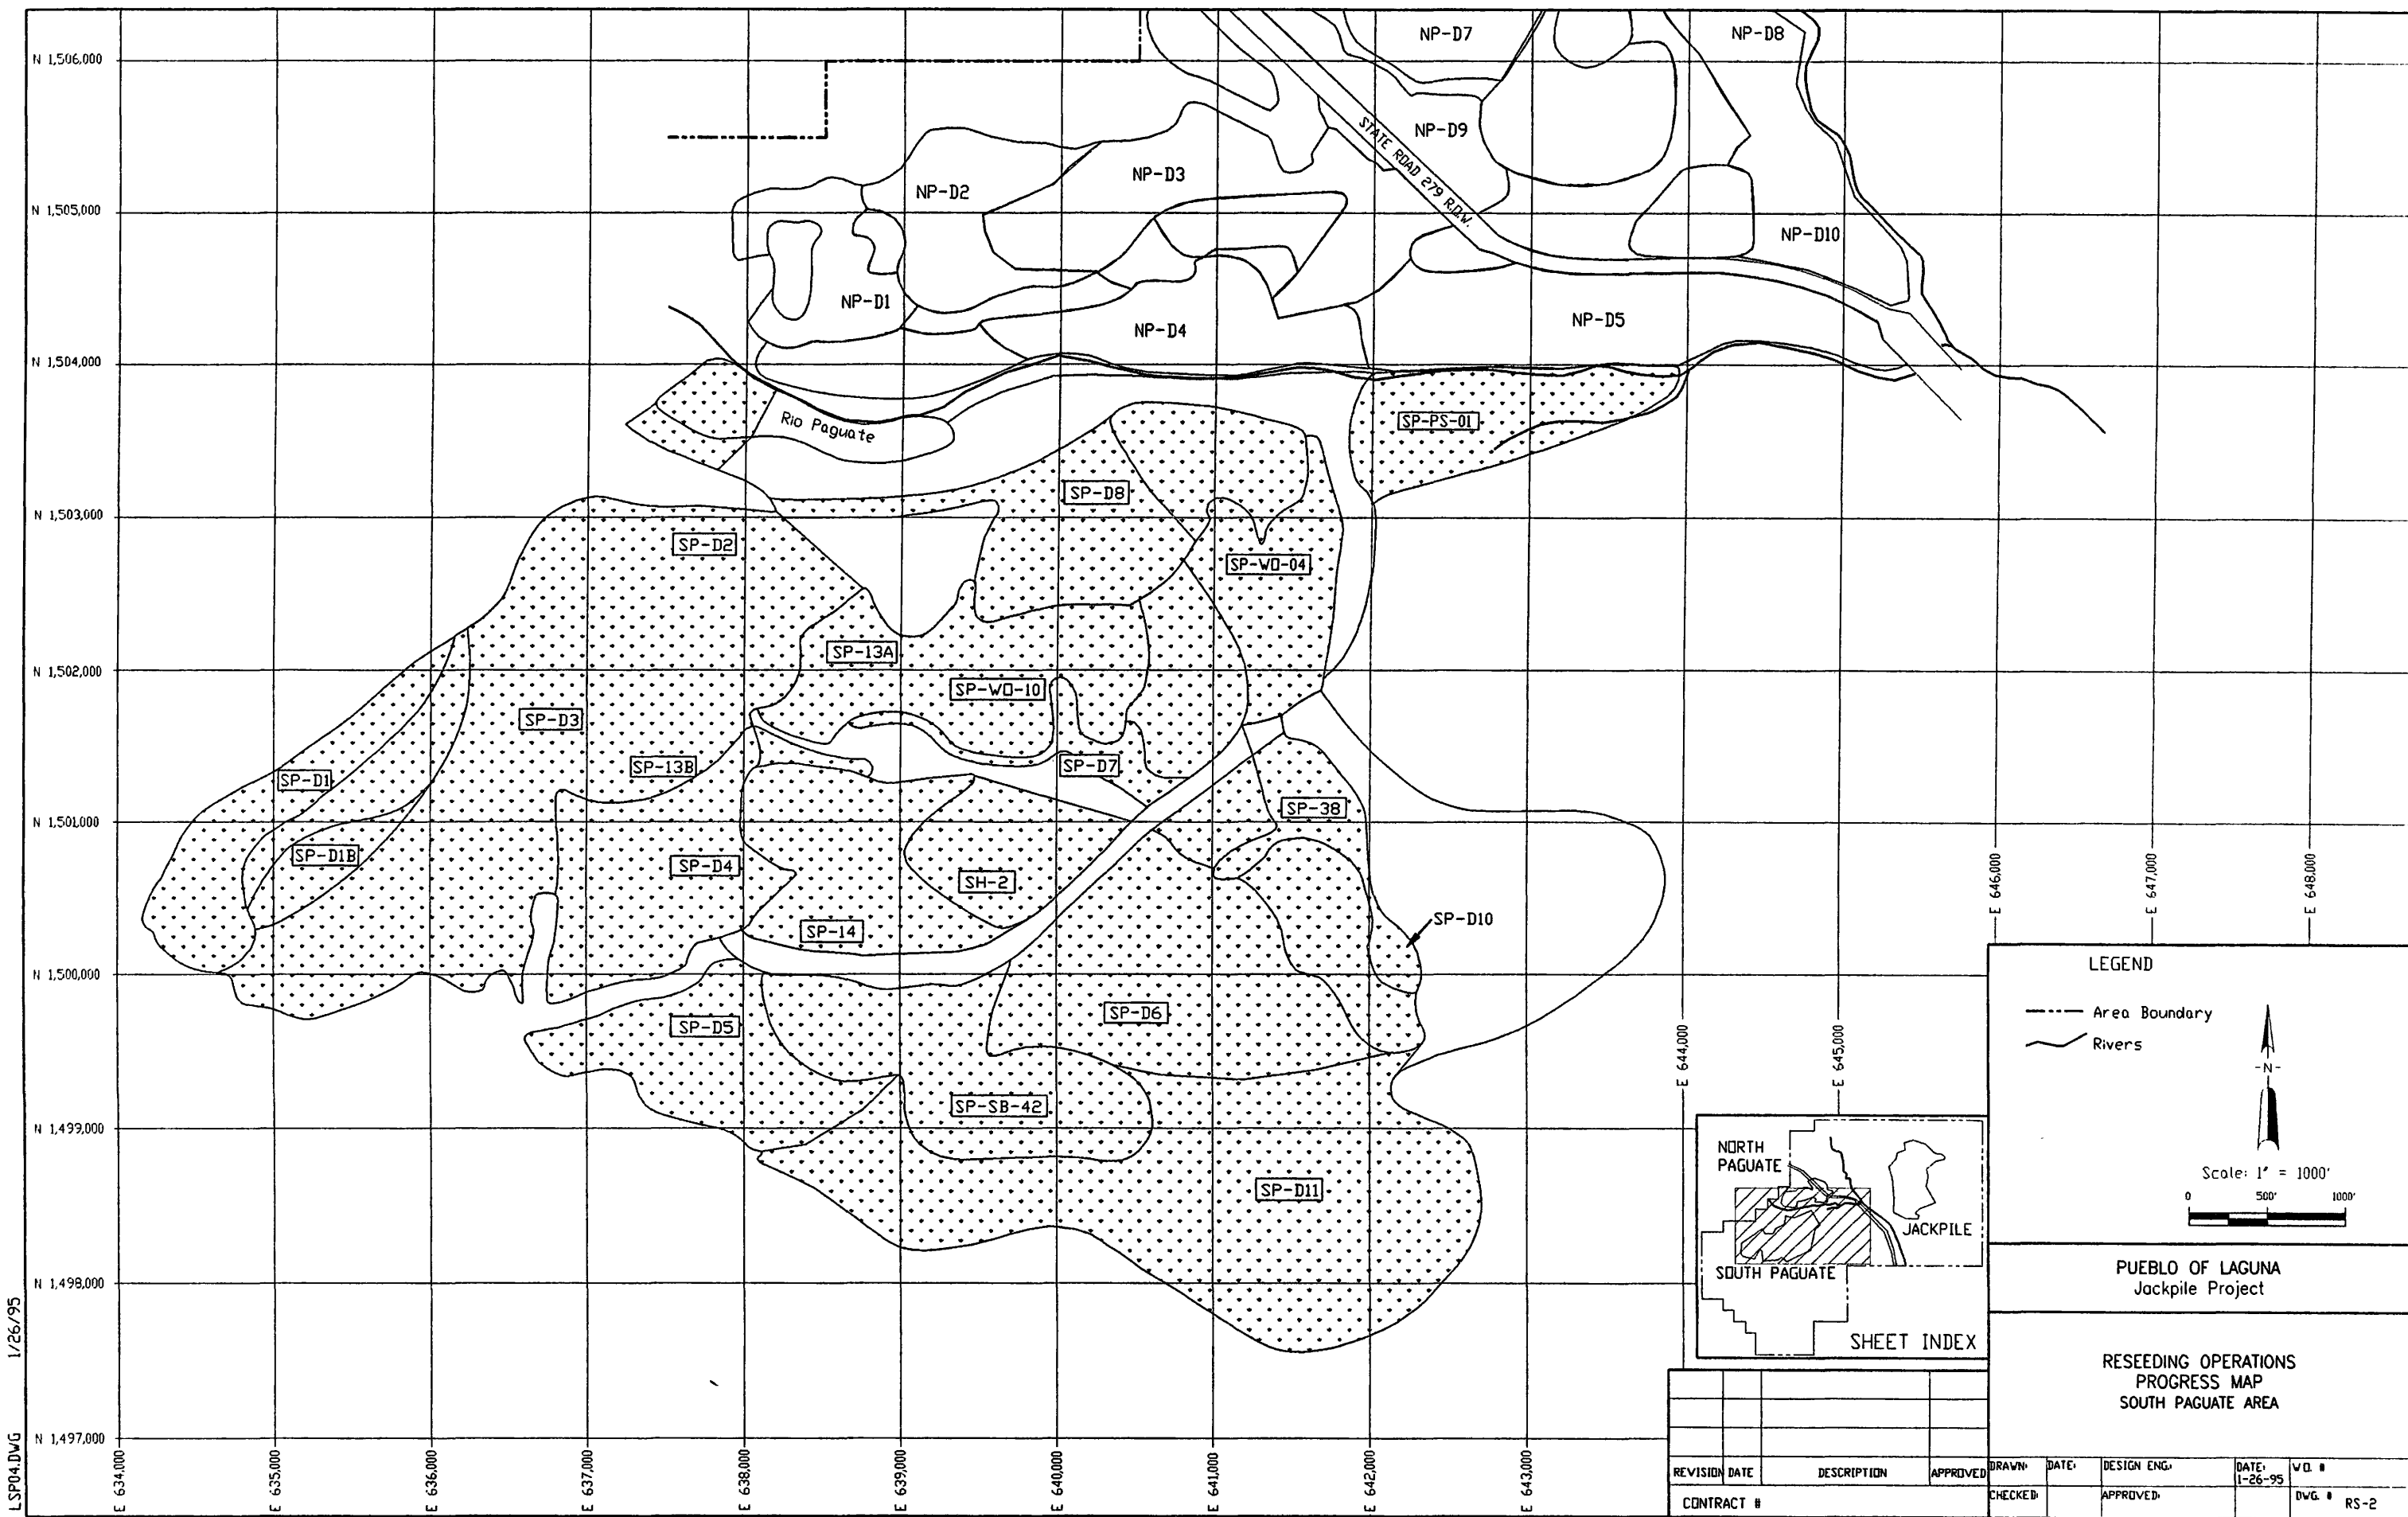 N 1,506,000
NP-D7
NP-D8
STATE ROAD 279 R.O.W.
NP-D9
NP-D3
NP-D2
N 1,505,000
NP-D10
NP-D1
NP-D4
NP-D5
N 1,504,000
Rio Paguate
SP-PS-01
SP-D8
N 1,503,000
SP-D2
SP-WO-04
SP-13A
N 1,502,000
SP-WO-10
SP-D3
SP-13B
SP-D7
SP-D1
SP-38
N 1,501,000
SP-D1B
SP-D4
SH-2
SP-14
SP-D10
N 1,500,000
SP-D6
SP-D5
SP-SB-42
N 1,499,000
SP-D11
N 1,498,000
N 1,497,000
E 634,000
E 635,000
E 636,000
E 637,000
E 638,000
E 639,000
E 640,000
E 641,000
E 642,000
E 643,000
E 644,000
E 645,000
E 646,000
E 647,000
E 648,000
LSP04.DWG 1/26/95
LEGEND
Area Boundary
Rivers
-N-
Scale: 1" = 1000'
0 500' 1000'
NORTH
PAGUATE
JACKPILE
SOUTH PAGUATE
SHEET INDEX
PUEBLO OF LAGUNA
Jackpile Project
RESEEDING OPERATIONS
PROGRESS MAP
SOUTH PAGUATE AREA
REVISION DATE DESCRIPTION APPROVED
CONTRACT #
DRAWN: DATE: DESIGN ENG.: DATE: W.O. #
1-26-95
CHECKED: APPROVED: DWG. # RS-2